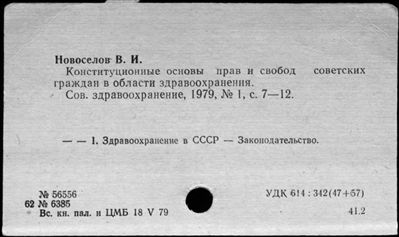 Новоселов В. И.
Конституционные основы прав и свобод советских
граждан в области здравоохранения.
Сов. здравоохранение, 1979, № 1, с. 7—12.
— — 1. Здравоохранение в СССР — Законодательство.
№ 56556
УДК 614 : 342(47+57)
62 № 6385
Вс. кн. пал. и ЦМБ 18 V 79
41.2